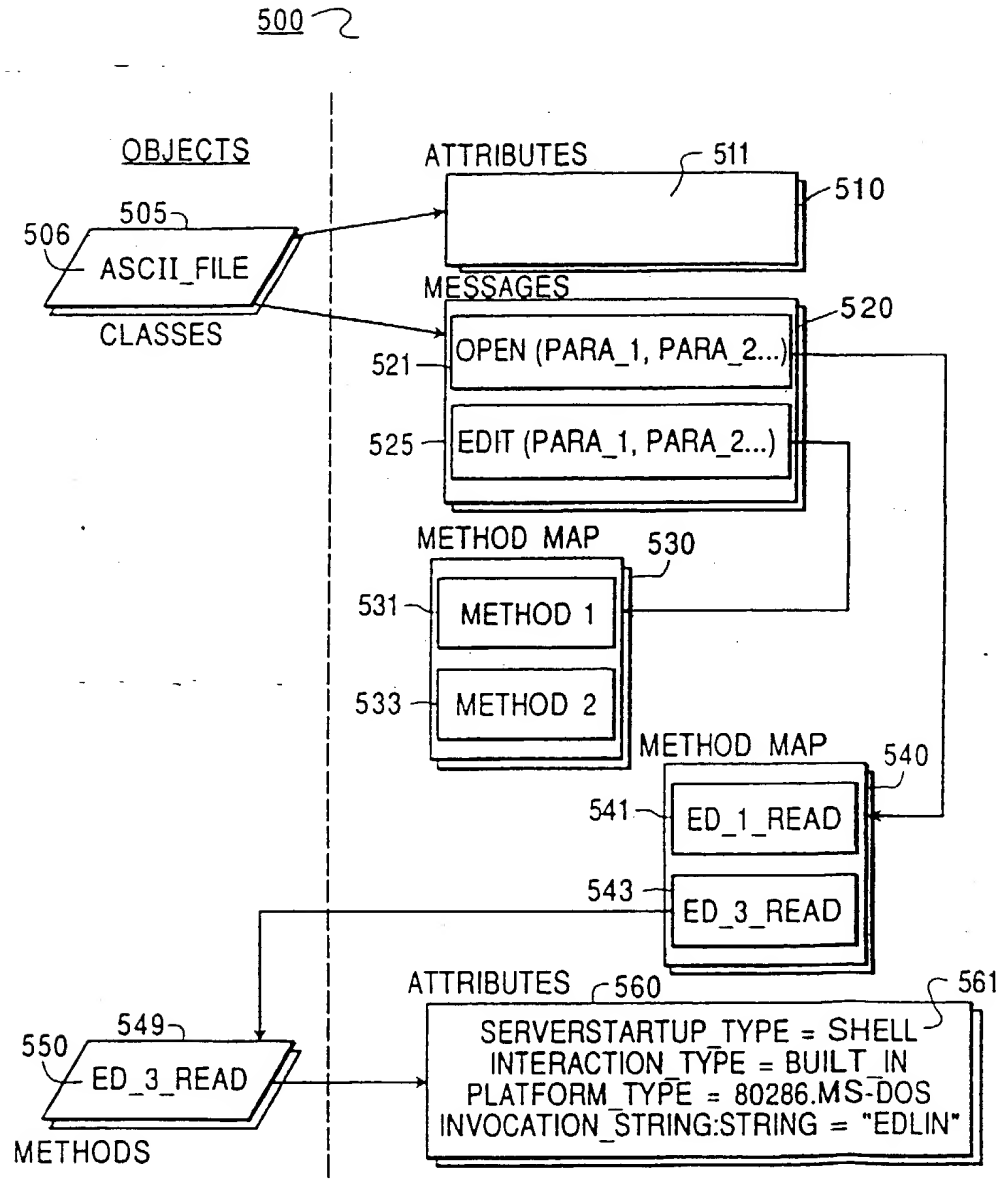 500
OBJECTS
505
506
ASCII_FILE
CLASSES
ATTRIBUTES
511
510
MESSAGES
520
521
OPEN (PARA_1, PARA_2...)
525
EDIT (PARA_1, PARA_2...)
METHOD MAP
530
531
METHOD 1
533
METHOD 2
METHOD MAP
540
541
ED_1_READ
543
ED_3_READ
549
550
ED_3_READ
METHODS
ATTRIBUTES
560
561
SERVERSTARTUP_TYPE = SHELL
INTERACTION_TYPE = BUILT_IN
PLATFORM_TYPE = 80286.MS-DOS
INVOCATION_STRING:STRING = "EDLIN"